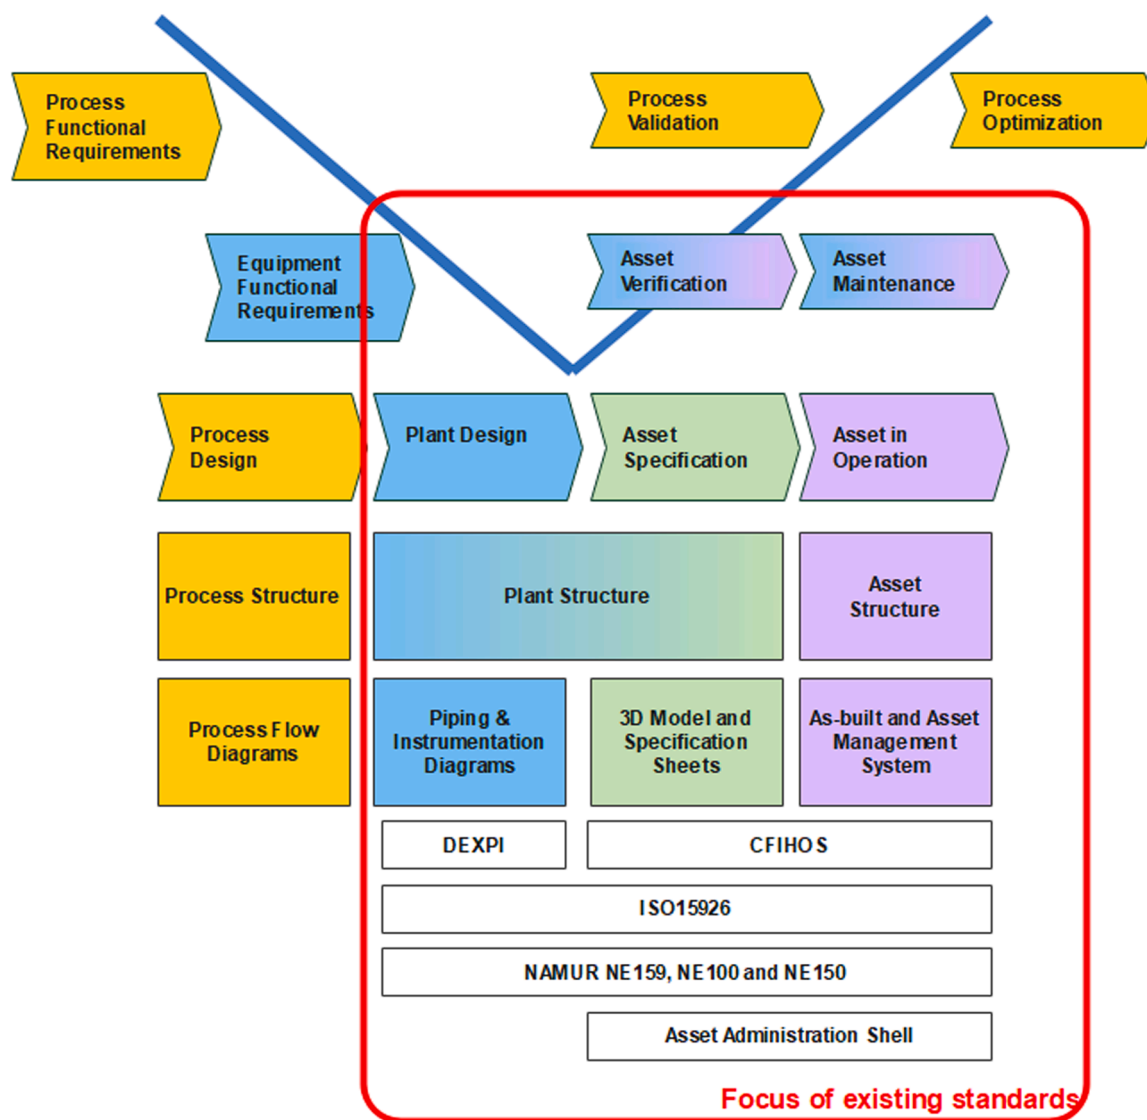 Process
Functional
Requirements
Process
Validation
Process
Optimization
Equipment
Functional
Requirements
Asset
Verification
Asset
Maintenance
Process
Design
Plant Design
Asset
Specification
Asset in
Operation
Process Structure
Plant Structure
Asset
Structure
Process Flow
Diagrams
Piping &
Instrumentation
Diagrams
3D Model and
Specification
Sheets
As-built and Asset
Management
System
DEXPI
CFIHOS
ISO15926
NAMUR NE159, NE100 and NE150
Asset Administration Shell
Focus of existing standards